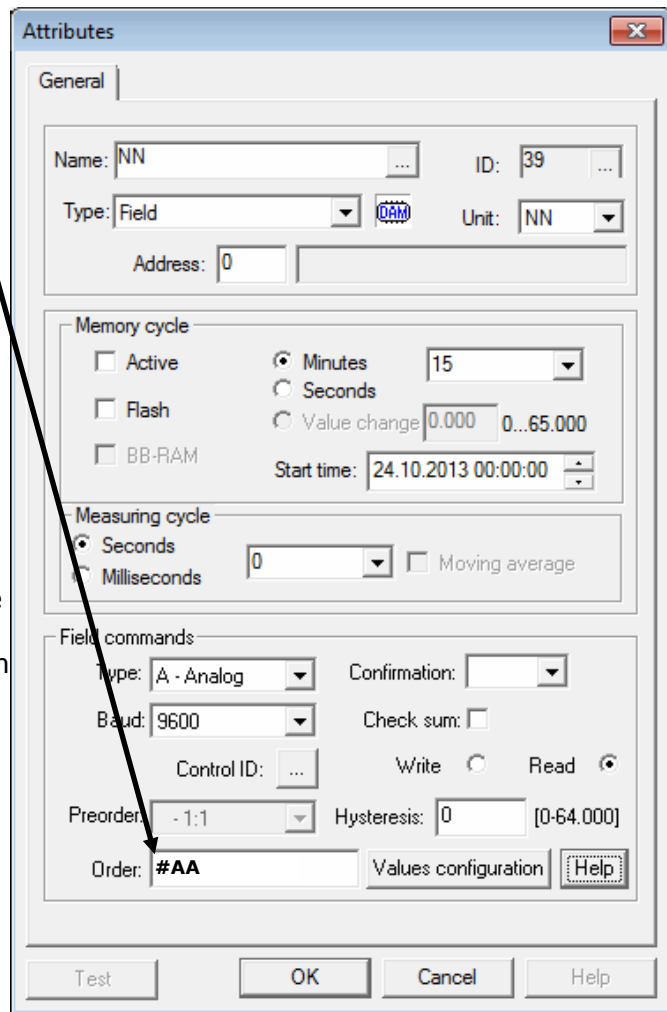 Attributes
General
Name: NN ... ID: 39 ...
Type: Field DAM Unit: NN
Address: 0
Memory cycle
Active Minutes 15
Seconds
Flash
Value change 0.000 0...65.000
BB-RAM
Start time: 24.10.2013 00:00:00
Measuring cycle
Seconds
0 Moving average
Milliseconds
e
Field commands
n
Type: A - Analog Confirmation:
Baud: 9600 Check sum:
Control ID: ... Write Read
Preorder: - 1:1 Hysteresis: 0 [0-64.000]
Order: #AA Values configuration Help
Test OK Cancel Help